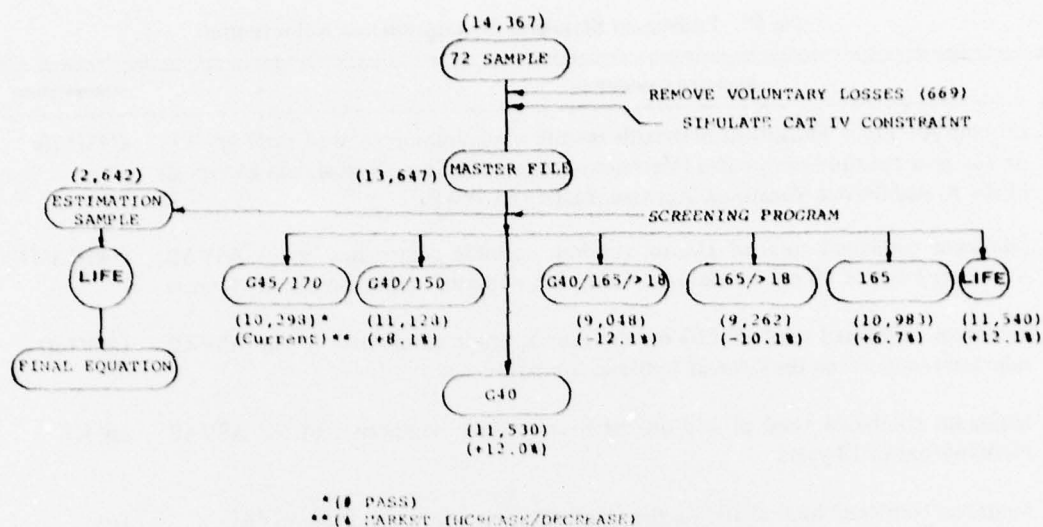 (14,367)
72 SAMPLE
REMOVE VOLUNTARY LOSSES (669)
SIMULATE CAT IV CONSTRAINT
(2,642)
(13,647)
MASTER FILE
ESTIMATION
SAMPLE
SCREENING PROGRAM
LIFE
G45/170
G40/150
G40/165/>18
165/>18
165
LIFE
(10,298)*
(11,128)
(9,048)
(9,262)
(10,983)
(11,540)
(Current)**
(+8.1%)
(-12.1%)
(-10.1%)
(+6.7%)
(+12.1%)
FINAL EQUATION
G40
(11,530)
(+12.0%)
*(# PASS)
**(% MARKET INCREASE/DECREASE)